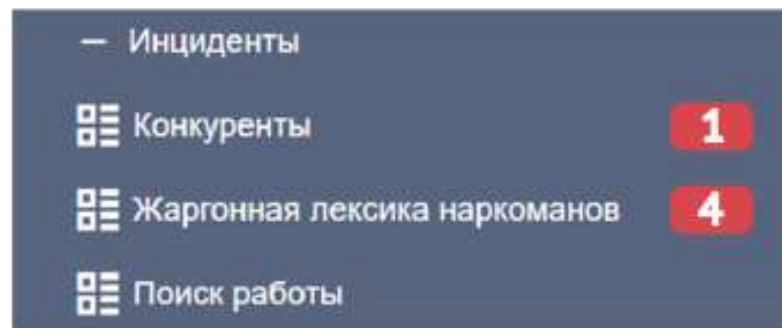 — Инциденты
Конкуренты 1
Жаргонная лексика наркоманов 4
Поиск работы